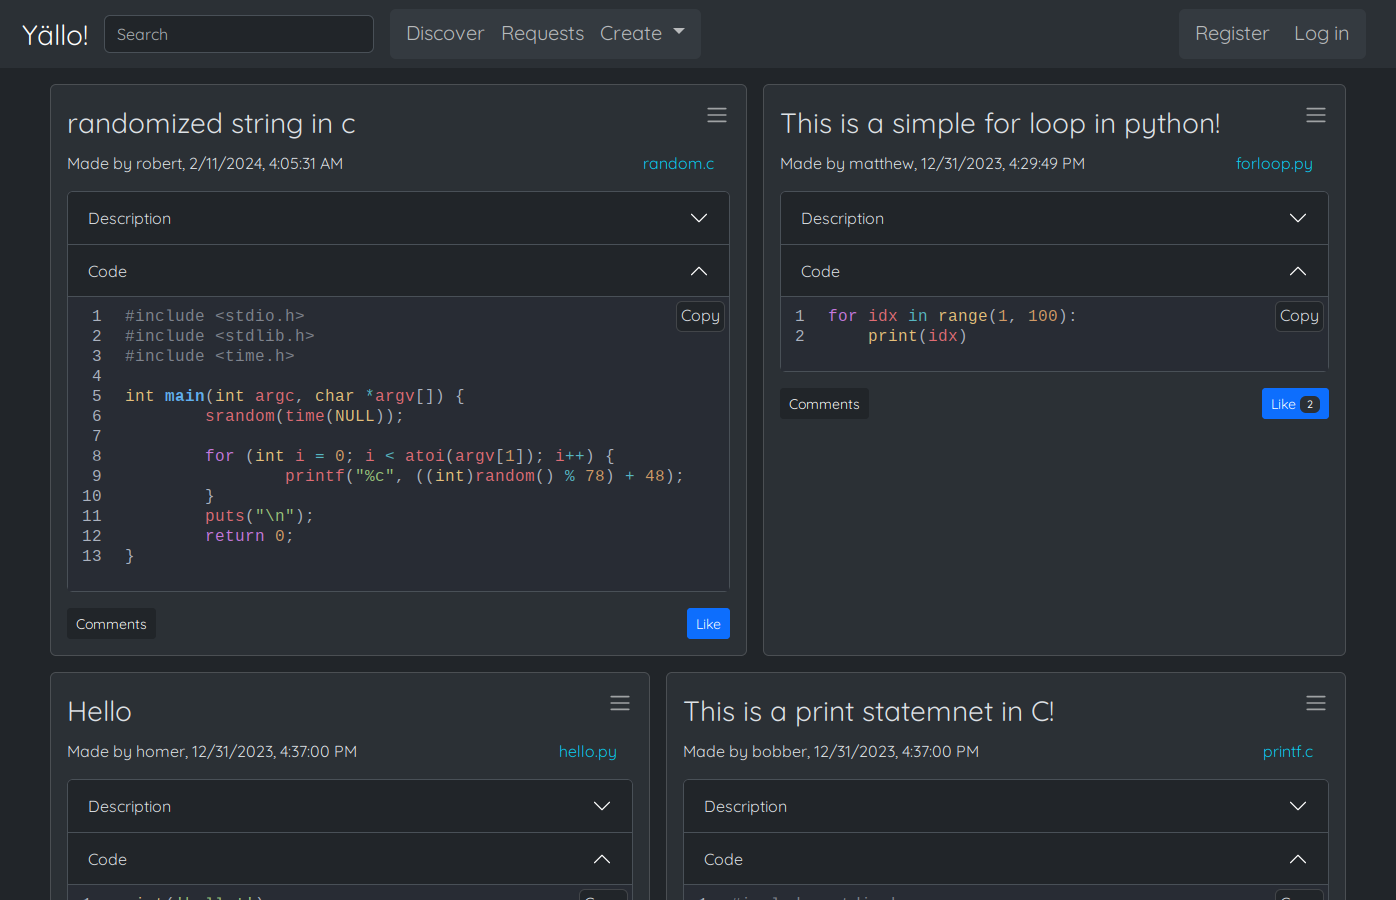 Yällo! Search Discover Requests Create Register Log in
randomized string in c
Made by robert, 2/11/2024, 4:05:31 AM random.c
Description
Code
Copy
1 #include <stdio.h>
2 #include <stdlib.h>
3 #include <time.h>
4
5 int main(int argc, char *argv[]) {
6 srandom(time(NULL));
7
8 for (int i = 0; i < atoi(argv[1]); i++) {
9 printf("%c", ((int)random() % 78) + 48);
10 }
11 puts("\n");
12 return 0;
13 }
Comments Like
This is a simple for loop in python!
Made by matthew, 12/31/2023, 4:29:49 PM forloop.py
Description
Code
Copy
1 for idx in range(1, 100):
2 print(idx)
Comments Like 2
Hello
Made by homer, 12/31/2023, 4:37:00 PM hello.py
Description
Code
This is a print statemnet in C!
Made by bobber, 12/31/2023, 4:37:00 PM printf.c
Description
Code